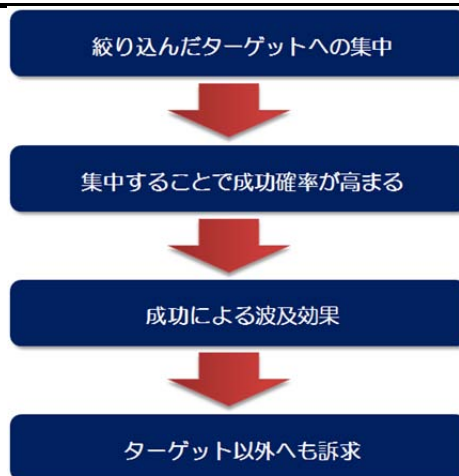 絞り込んだターゲットへの集中
集中することで成功確率が高まる
成功による波及効果
ターゲット以外へも訴求